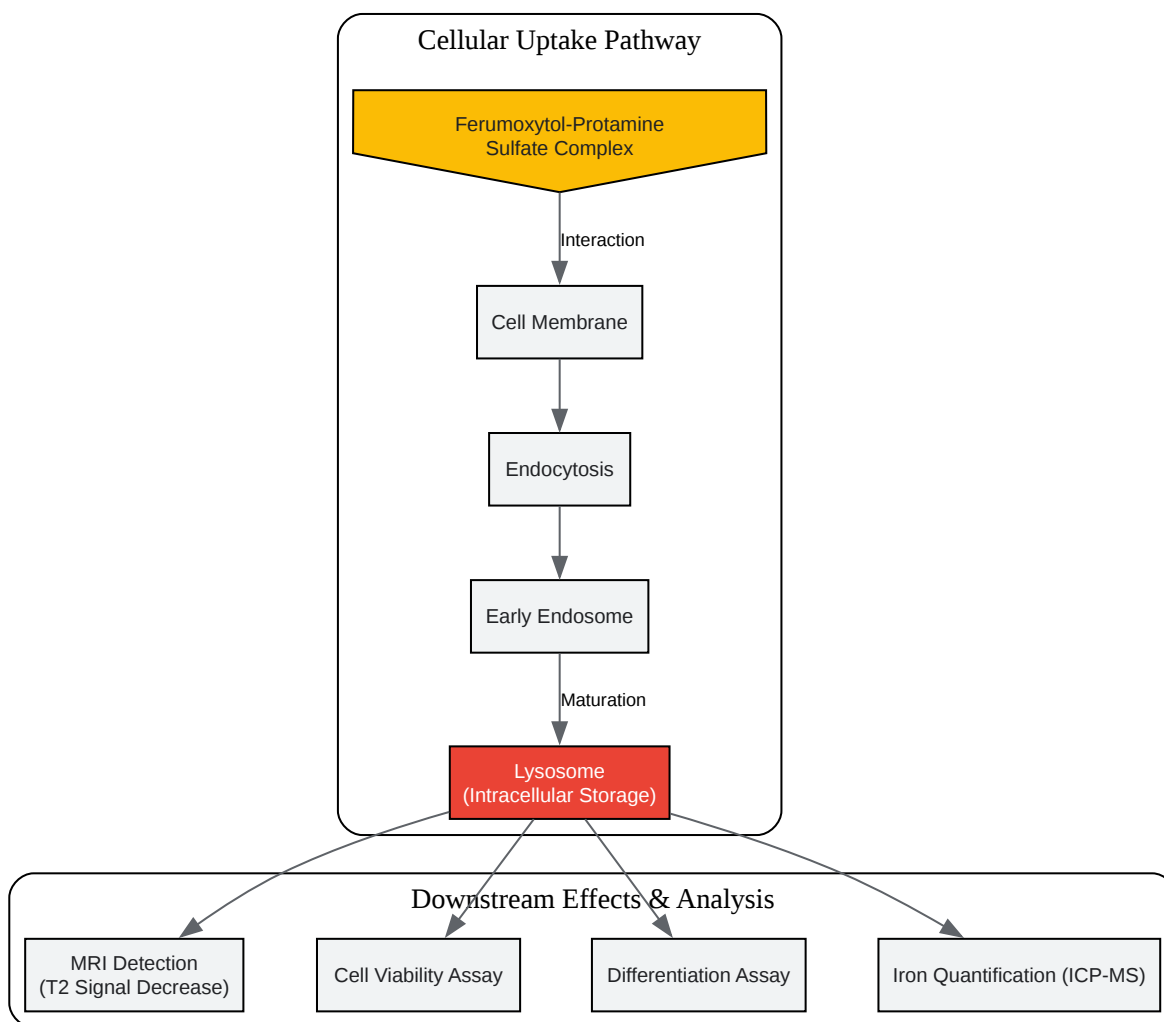 Cellular Uptake Pathway
Ferumoxytol-Protamine
Sulfate Complex
Interaction
Cell Membrane
Endocytosis
Early Endosome
Maturation
Lysosome
(Intracellular Storage)
Downstream Effects & Analysis
MRI Detection
(T2 Signal Decrease)
Cell Viability Assay
Differentiation Assay
Iron Quantification (ICP-MS)